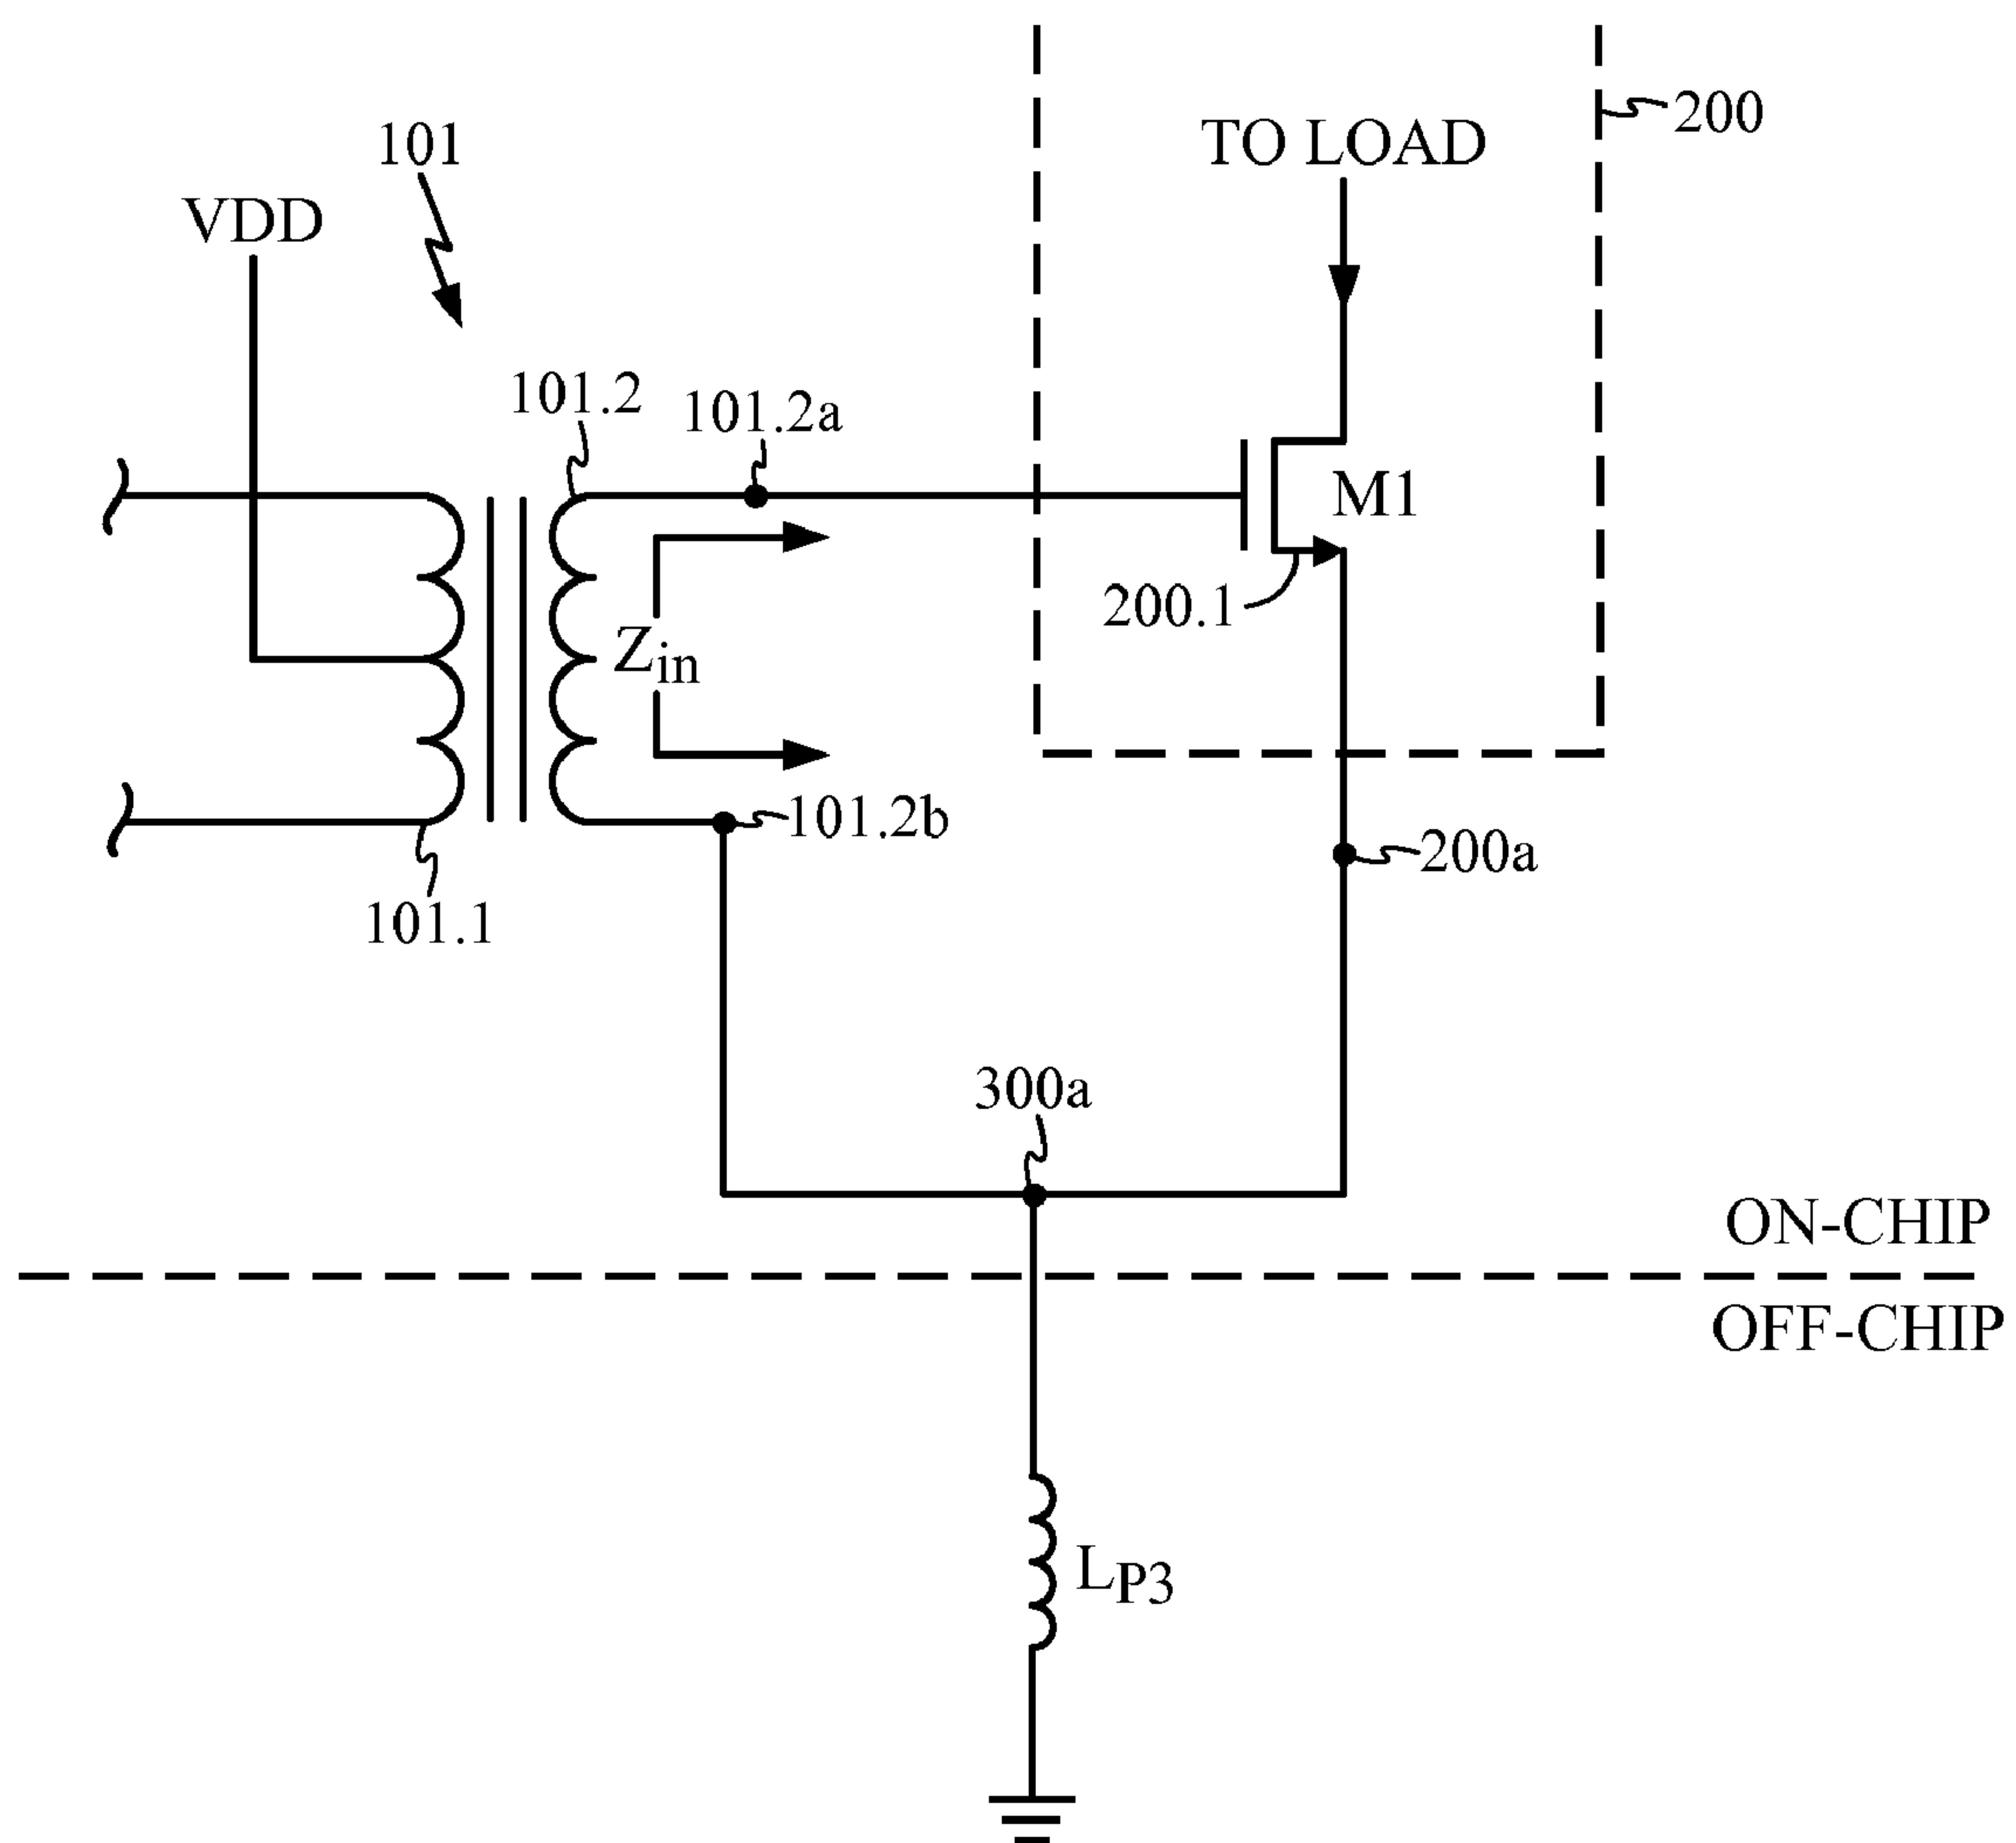 200
TO LOAD
101
VDD
101.2
101.2a
M1
200.1
Zin
101.2b
200a
101.1
300a
ON-CHIP
OFF-CHIP
LP3